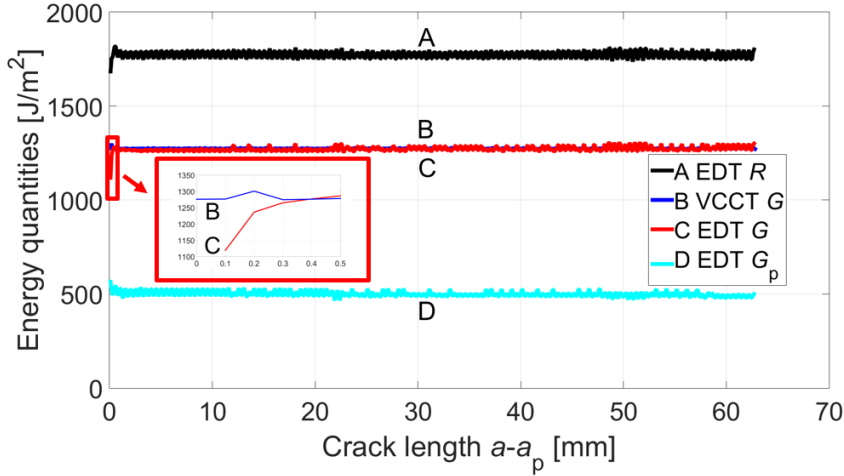 2000
A
1500
B
C
1000
500
D
0
0 10 20 30 40 50 60 70
Energy quantities [J/m²]
Crack length a-aₚ [mm]
1350
1300
1250
1200
1150
1100
B
C
0 0.1 0.2 0.3 0.4 0.5
A EDT R
B VCCT G
C EDT G
D EDT Gₚ